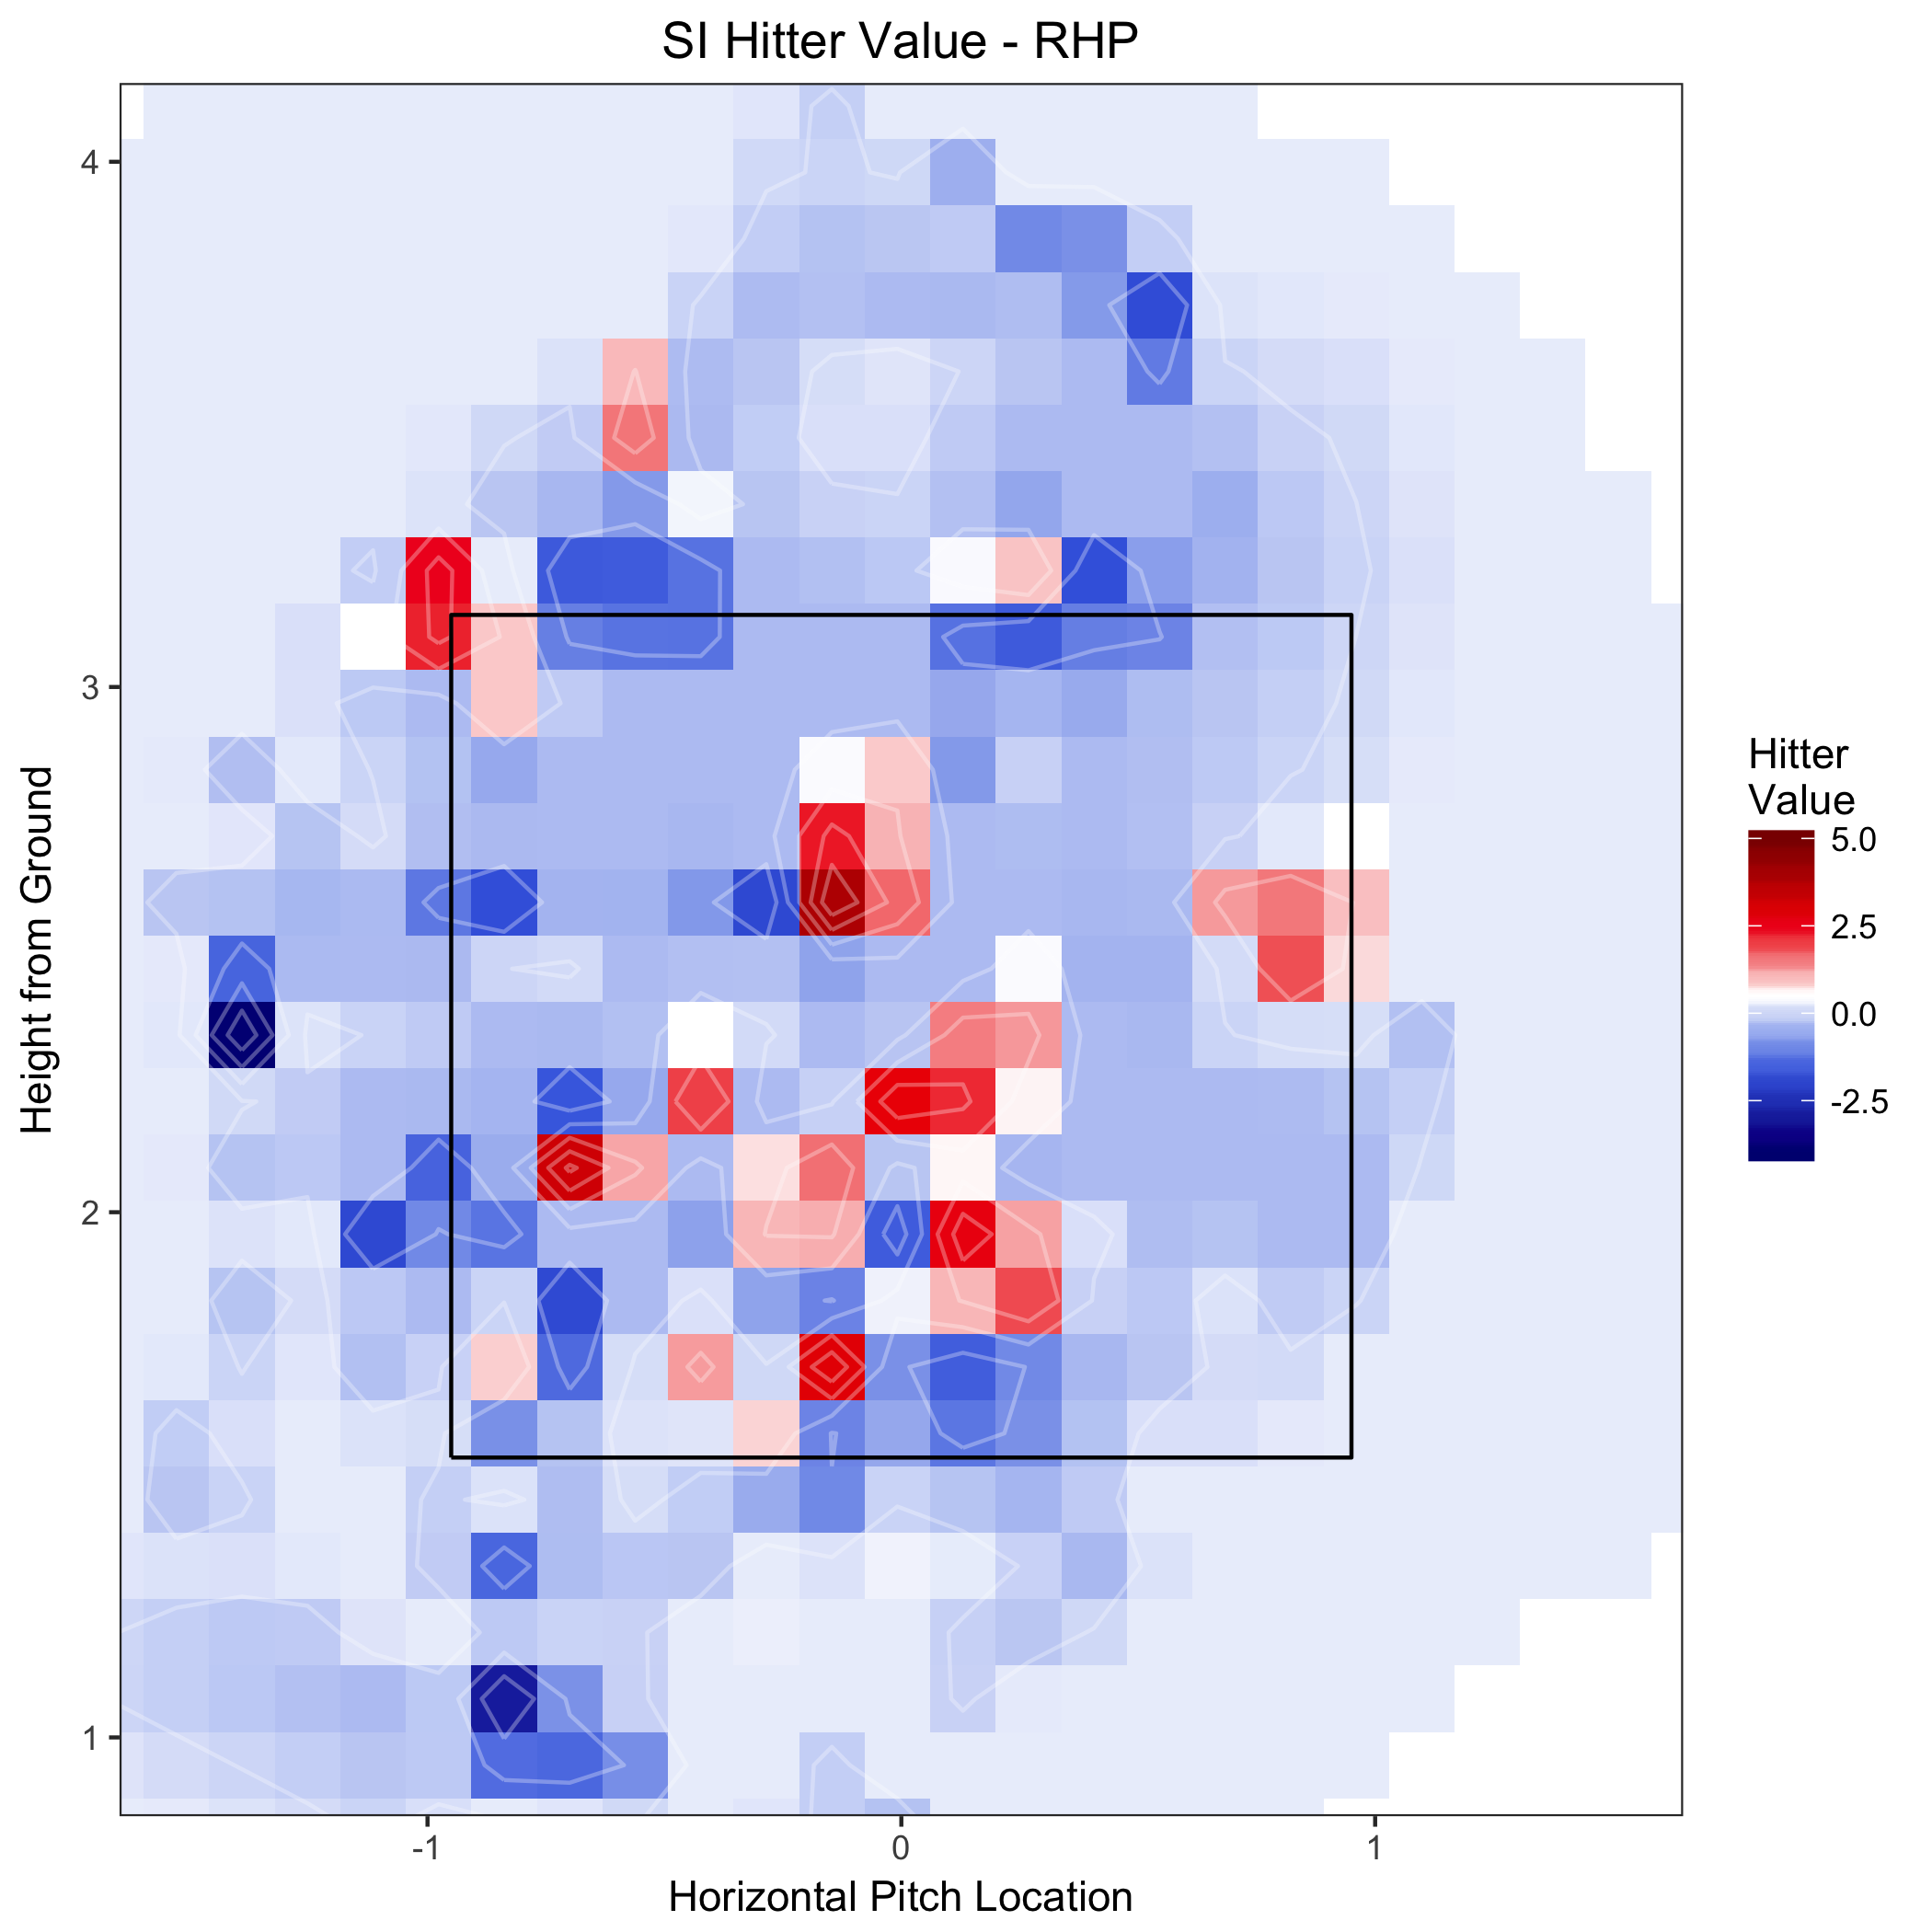 SI Hitter Value - RHP
4
3
2
1
Height from Ground
-1
0
1
Horizontal Pitch Location
Hitter
Value
5.0
2.5
0.0
-2.5